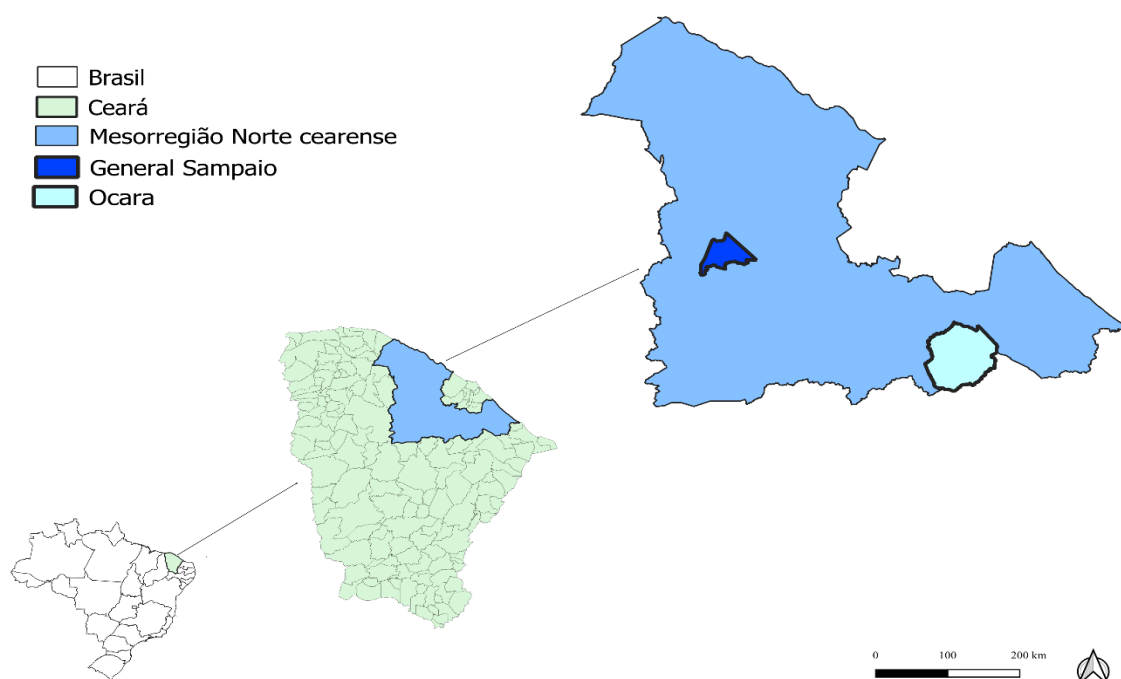 Brasil
Ceará
Mesorregião Norte cearense
General Sampaio
Ocara
0 100 200 km